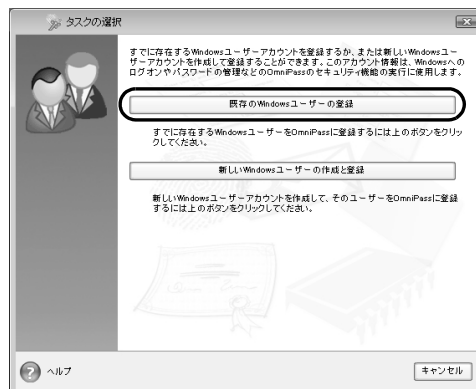 タスクの選択
すでに存在するWindowsユーザーアカウントを登録するか、または新しいWindowsユー
ザーアカウントを作成して登録することができます。このアカウント情報は、Windowsへの
ログオンやパスワードの管理などのOmniPassのセキュリティ機能の実行に使用します。
既存のWindowsユーザーの登録
すでに存在するWindowsユーザーをOmniPassに登録するには上のボタンをクリッ
クしてください。
新しいWindowsユーザーの作成と登録
新しいWindowsユーザーアカウントを作成して、そのユーザーをOmniPassに登録
するには上のボタンをクリックしてください。
ヘルプ
キャンセル